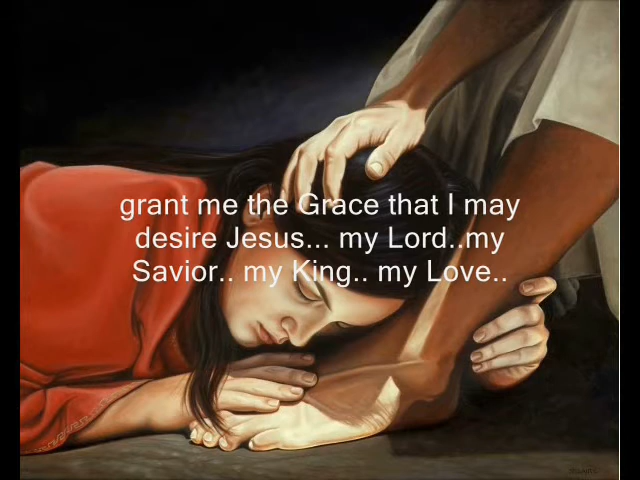 grant me the Grace that I may
desire Jesus... my Lord..my
Savior.. my King.. my Love..